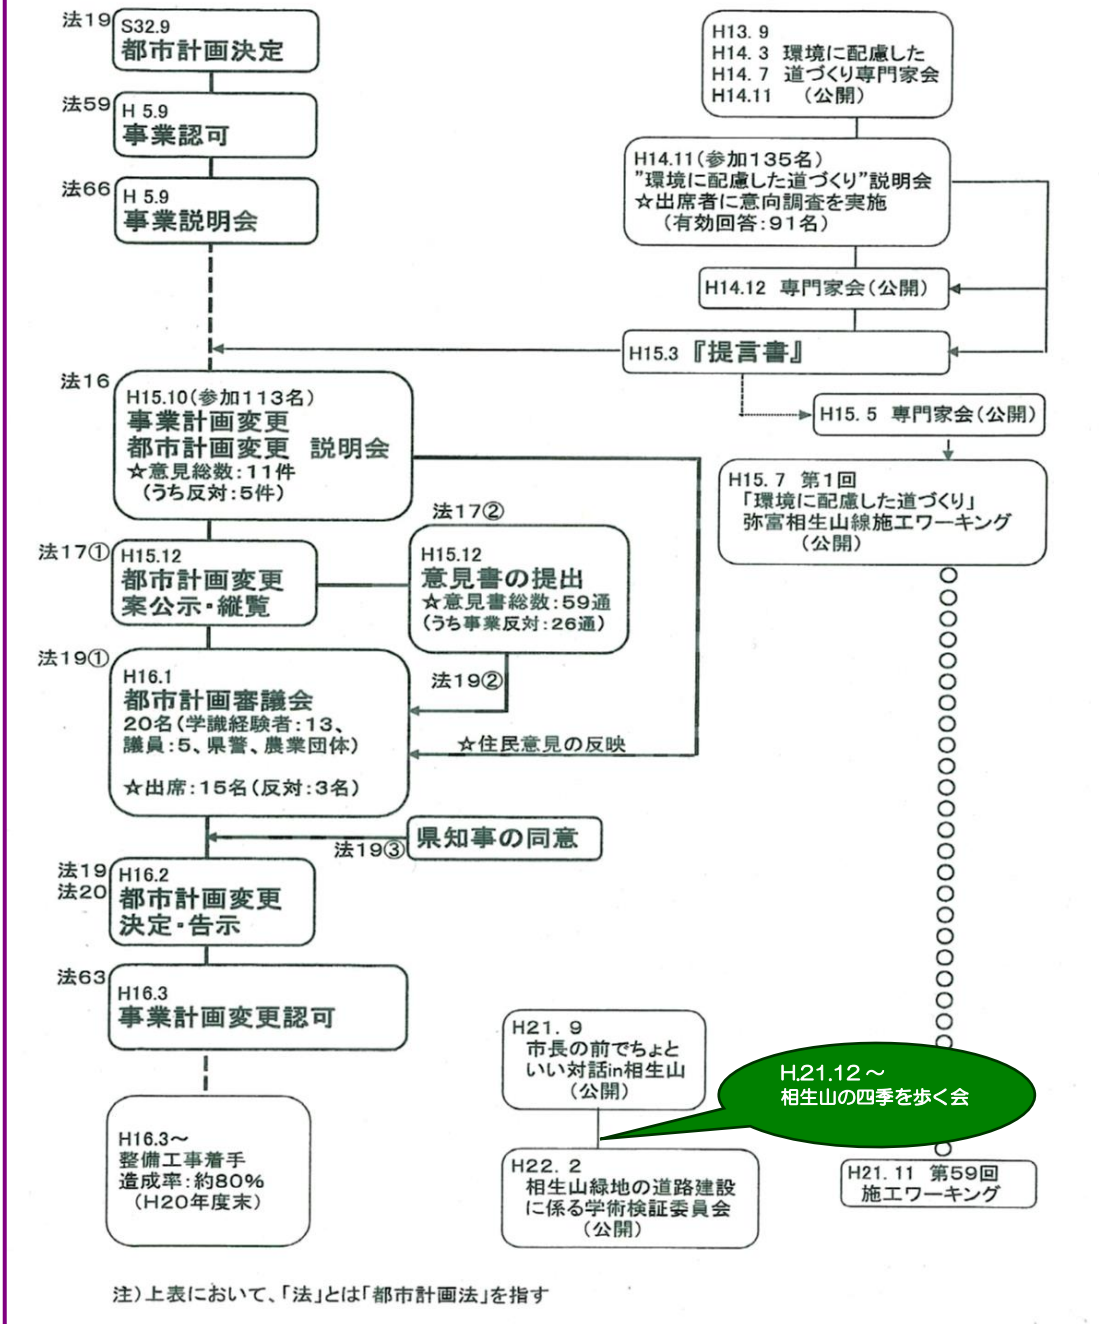 法19
S32.9
都市計画決定
法59
H 5.9
事業認可
法66
H 5.9
事業説明会
H13. 9
H14. 3 環境に配慮した
H14. 7 道づくり専門家会
H14.11 (公開)
H14.11(参加135名)
"環境に配慮した道づくり"説明会
☆出席者に意向調査を実施
(有効回答:91名)
H14.12 専門家会(公開)
H15.3 『提言書』
H15. 5 専門家会(公開)
H15. 7 第1回
「環境に配慮した道づくり」
弥富相生山線施工ワーキング
(公開)
法16
H15.10(参加113名)
事業計画変更
都市計画変更 説明会
☆意見総数:11件
(うち反対:5件)
法17①
H15.12
都市計画変更
案公示・縦覧
法17②
H15.12
意見書の提出
☆意見書総数:59通
(うち事業反対:26通)
法19①
H16.1
都市計画審議会
20名(学識経験者:13、
議員:5、県警、農業団体)
☆出席:15名(反対:3名)
法19②
☆住民意見の反映
県知事の同意
法19③
法19
法20
H16.2
都市計画変更
決定・告示
法63
H16.3
事業計画変更認可
H16.3~
整備工事着手
造成率:約80%
(H20年度末)
H21. 9
市長の前でちょと
いい対話in相生山
(公開)
H.21.12~
相生山の四季を歩く会
H22. 2
相生山緑地の道路建設
に係る学術検証委員会
(公開)
H21. 11 第59回
施工ワーキング
注)上表において、「法」とは「都市計画法」を指す